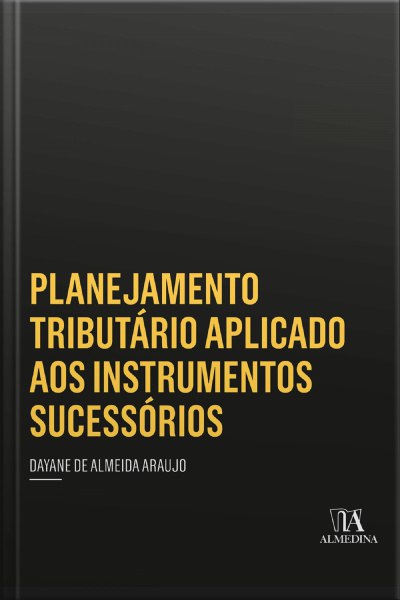 PLANEJAMENTO
TRIBUTÁRIO APLICADO
AOS INSTRUMENTOS
SUCESSÓRIOS
DAYANE DE ALMEIDA ARAUJO
ALMEDINA